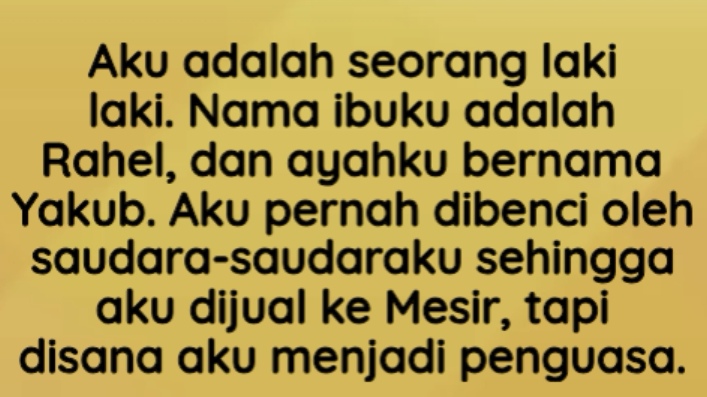 Aku adalah seorang laki
laki. Nama ibuku adalah
Rahel, dan ayahku bernama
Yakub. Aku pernah dibenci oleh
saudara-saudaraku sehingga
aku dijual ke Mesir, tapi
disana aku menjadi penguasa.